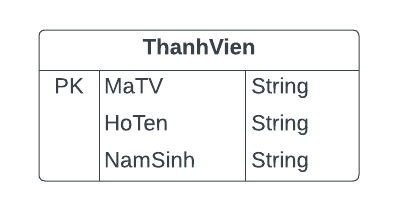 ThanhVien
PK MaTV String
HoTen String
NamSinh String